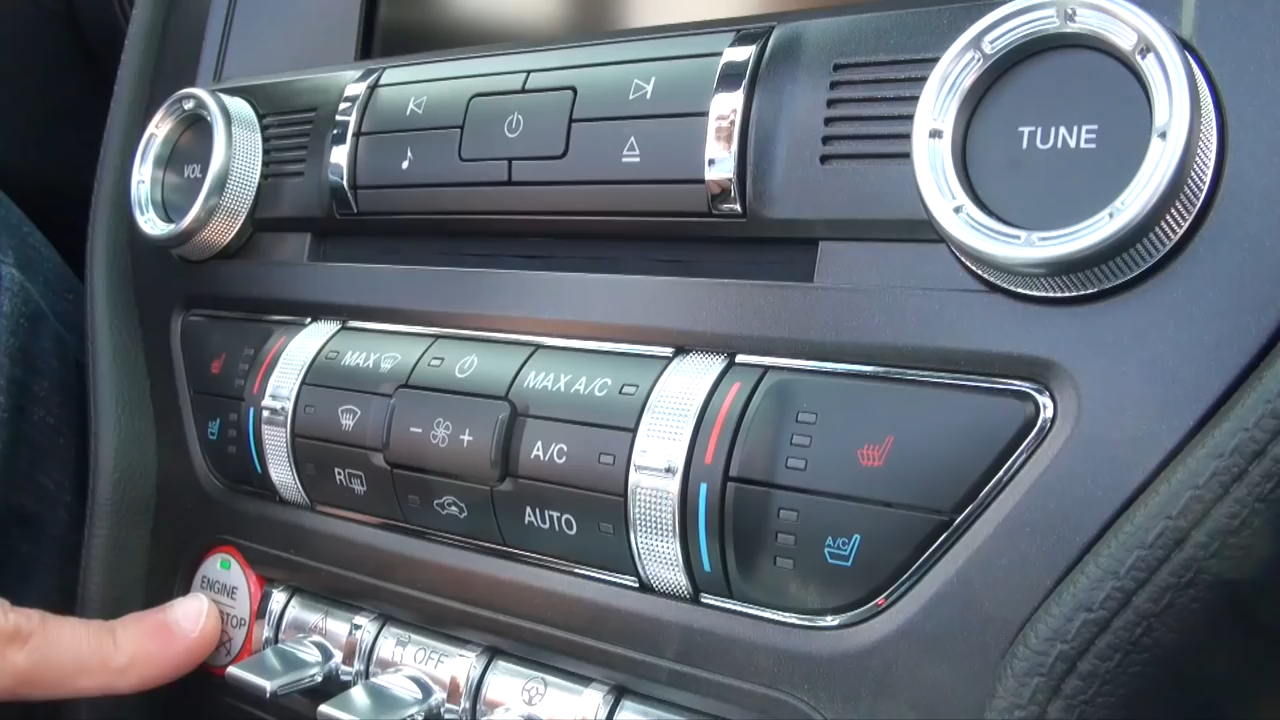 VOL
TUNE
MAX
MAX A/C
A/C
R
AUTO
A/C
ENGINE
STOP
OFF